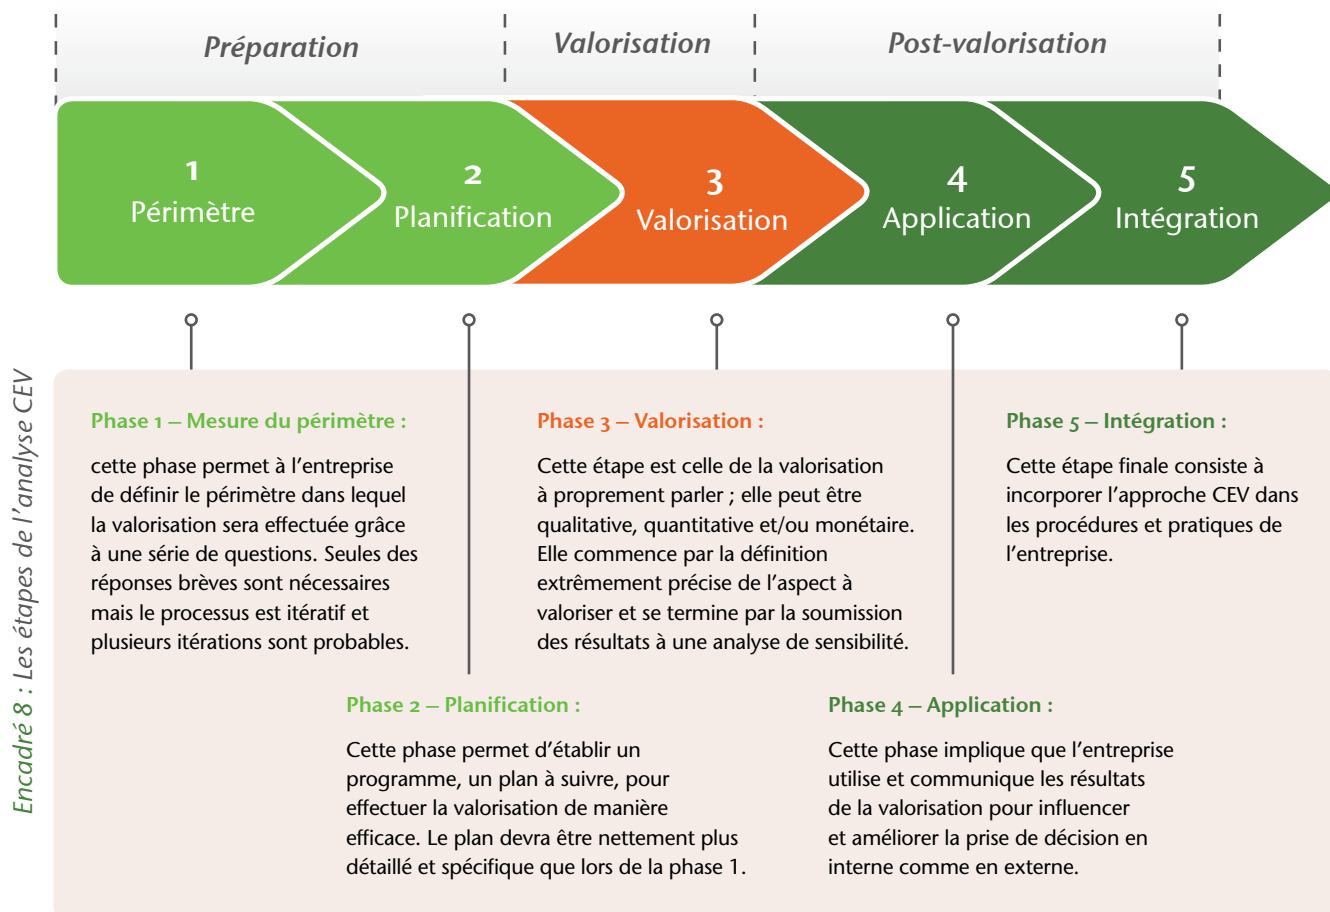 Préparation
Valorisation
Post-valorisation
1
Périmètre
2
Planification
3
Valorisation
4
Application
5
Intégration
Encadré 8 : Les étapes de l'analyse CEV
Phase 1 – Mesure du périmètre :
cette phase permet à l'entreprise
de définir le périmètre dans lequel
la valorisation sera effectuée grâce
à une série de questions. Seules des
réponses brèves sont nécessaires
mais le processus est itératif et
plusieurs itérations sont probables.
Phase 2 – Planification :
Cette phase permet d'établir un
programme, un plan à suivre, pour
effectuer la valorisation de manière
efficace. Le plan devra être nettement plus
détaillé et spécifique que lors de la phase 1.
Phase 3 – Valorisation :
Cette étape est celle de la valorisation
à proprement parler ; elle peut être
qualitative, quantitative et/ou monétaire.
Elle commence par la définition
extrêmement précise de l'aspect à
valoriser et se termine par la soumission
des résultats à une analyse de sensibilité.
Phase 4 – Application :
Cette phase implique que l'entreprise
utilise et communique les résultats
de la valorisation pour influencer
et améliorer la prise de décision en
interne comme en externe.
Phase 5 – Intégration :
Cette étape finale consiste à
incorporer l'approche CEV dans
les procédures et pratiques de
l'entreprise.